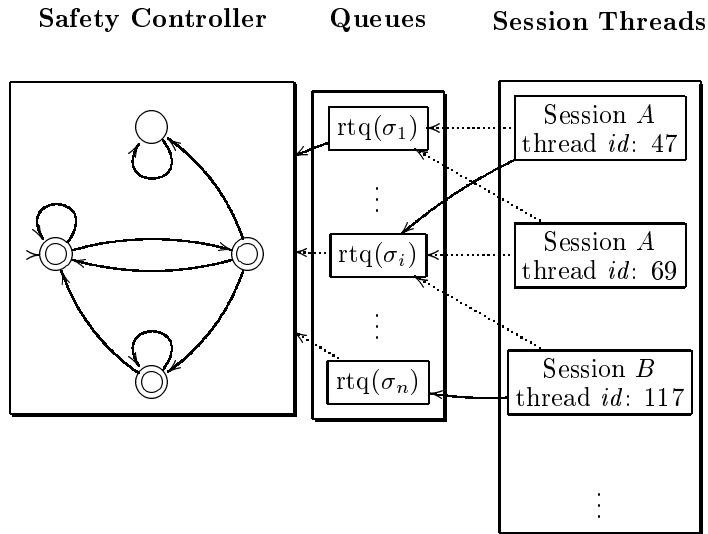 Safety Controller
Queues
Session Threads
rtq(σ₁)
⋮
rtq(σᵢ)
⋮
rtq(σₙ)
Session A
thread id: 47
Session A
thread id: 69
Session B
thread id: 117
⋮